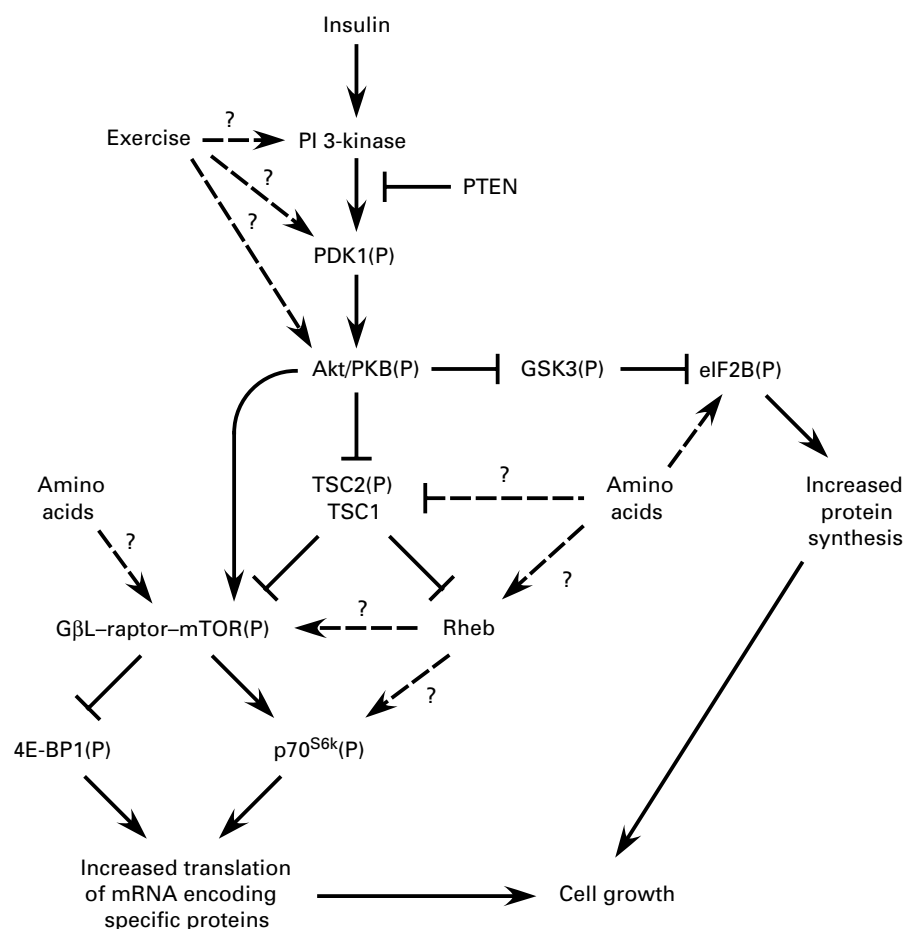 Insulin
?
Exercise
PI 3-kinase
?
PTEN
?
PDK1(P)
Akt/PKB(P)
GSK3(P)
eIF2B(P)
Amino
acids
?
TSC2(P)
TSC1
?
Amino
acids
Increased
protein
synthesis
?
?
GβL–raptor–mTOR(P)
Rheb
?
4E-BP1(P)
p70S6k(P)
Increased translation
of mRNA encoding
specific proteins
Cell growth